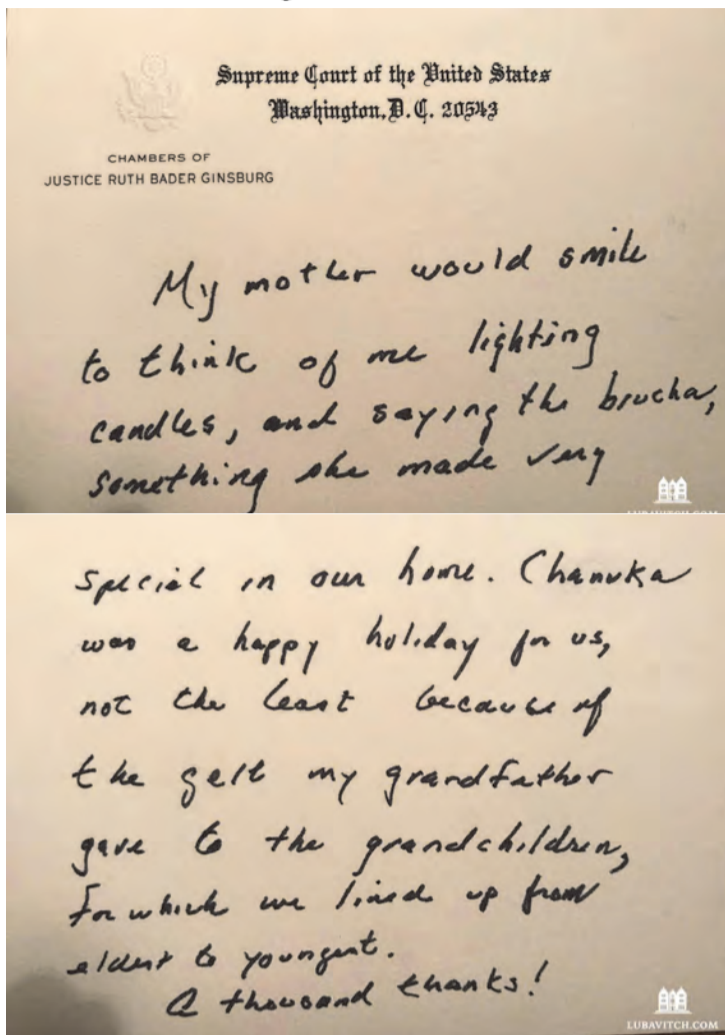 Supreme Court of the United States
Washington, D. C. 20543
CHAMBERS OF
JUSTICE RUTH BADER GINSBURG
My mother would smile
to think of me lighting
candles, and saying the brucha,
something she made very
LUBAVITCH.COM
special in our home. Chanuka
was a happy holiday for us,
not the least because of
the gelt my grandfather
gave to the grandchildren,
for which we lined up from
eldest to youngest.
A thousand thanks!
LUBAVITCH.COM